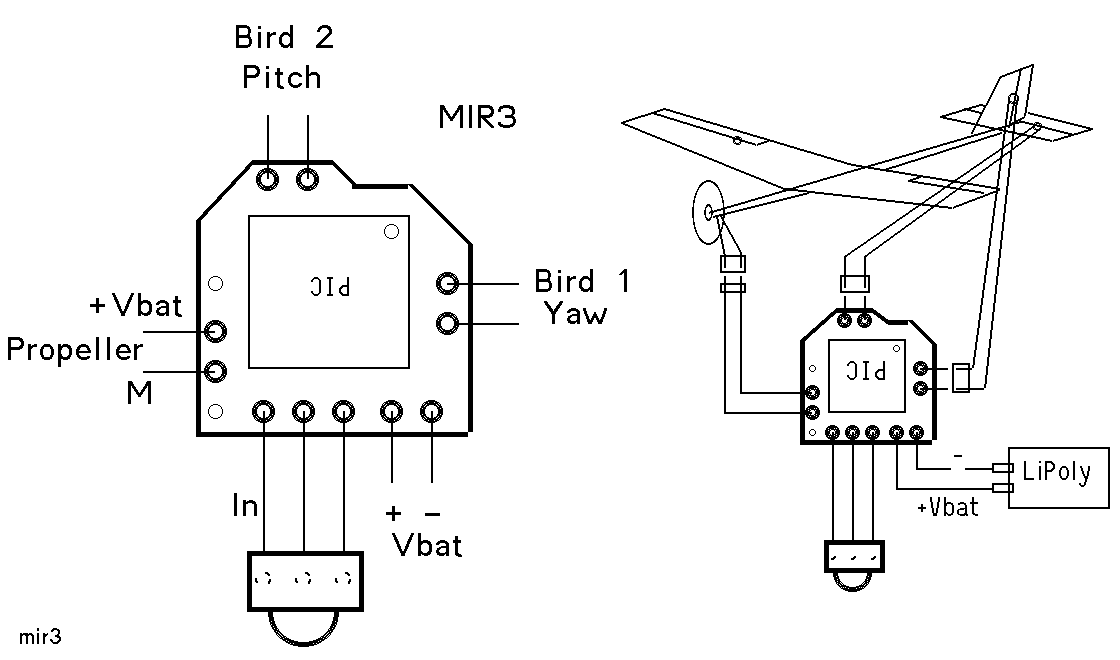 Bird 2
Pitch
MIR3
PIC
Bird 1
Yaw
+Vbat
Propeller
M
In
+ -
Vbat
mir3
PIC
-
LiPoly
+Vbat